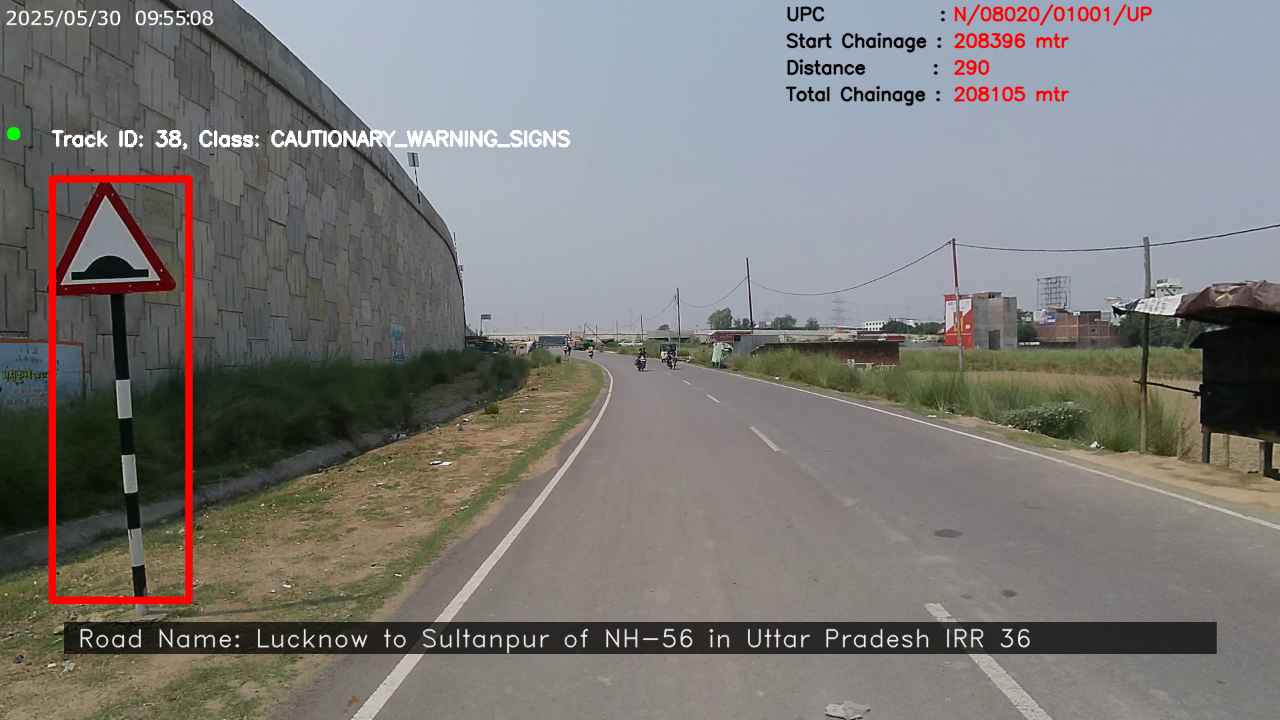 2025/05/30 09:55:08
UPC : N/08020/01001/UP
Start Chainage : 208396 mtr
Distance : 290
Total Chainage : 208105 mtr
Track ID: 38, Class: CAUTIONARY_WARNING_SIGNS
Road Name: Lucknow to Sultanpur of NH-56 in Uttar Pradesh IRR 36